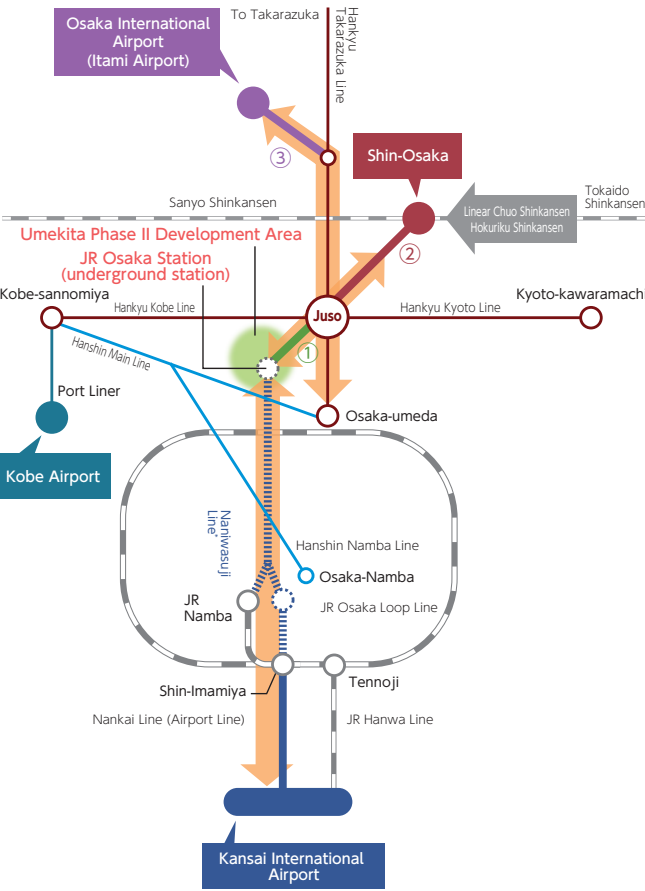 To Takarazuka
Hankyu
Takarazuka Line
Osaka International
Airport
(Itami Airport)
③
Shin-Osaka
Sanyo Shinkansen
Tokaido
Shinkansen
Linear Chuo Shinkansen
Hokuriku Shinkansen
Umekita Phase II Development Area
②
JR Osaka Station
(underground station)
Kobe-sannomiya
Hankyu Kobe Line
Juso
Hankyu Kyoto Line
Kyoto-kawaramachi
Hanshin Main Line
①
Port Liner
Osaka-umeda
Kobe Airport
Naniwasuji
Line*
Hanshin Namba Line
Osaka-Namba
JR
Namba
JR Osaka Loop Line
Shin-Imamiya
Tennoji
Nankai Line (Airport Line)
JR Hanwa Line
Kansai International
Airport